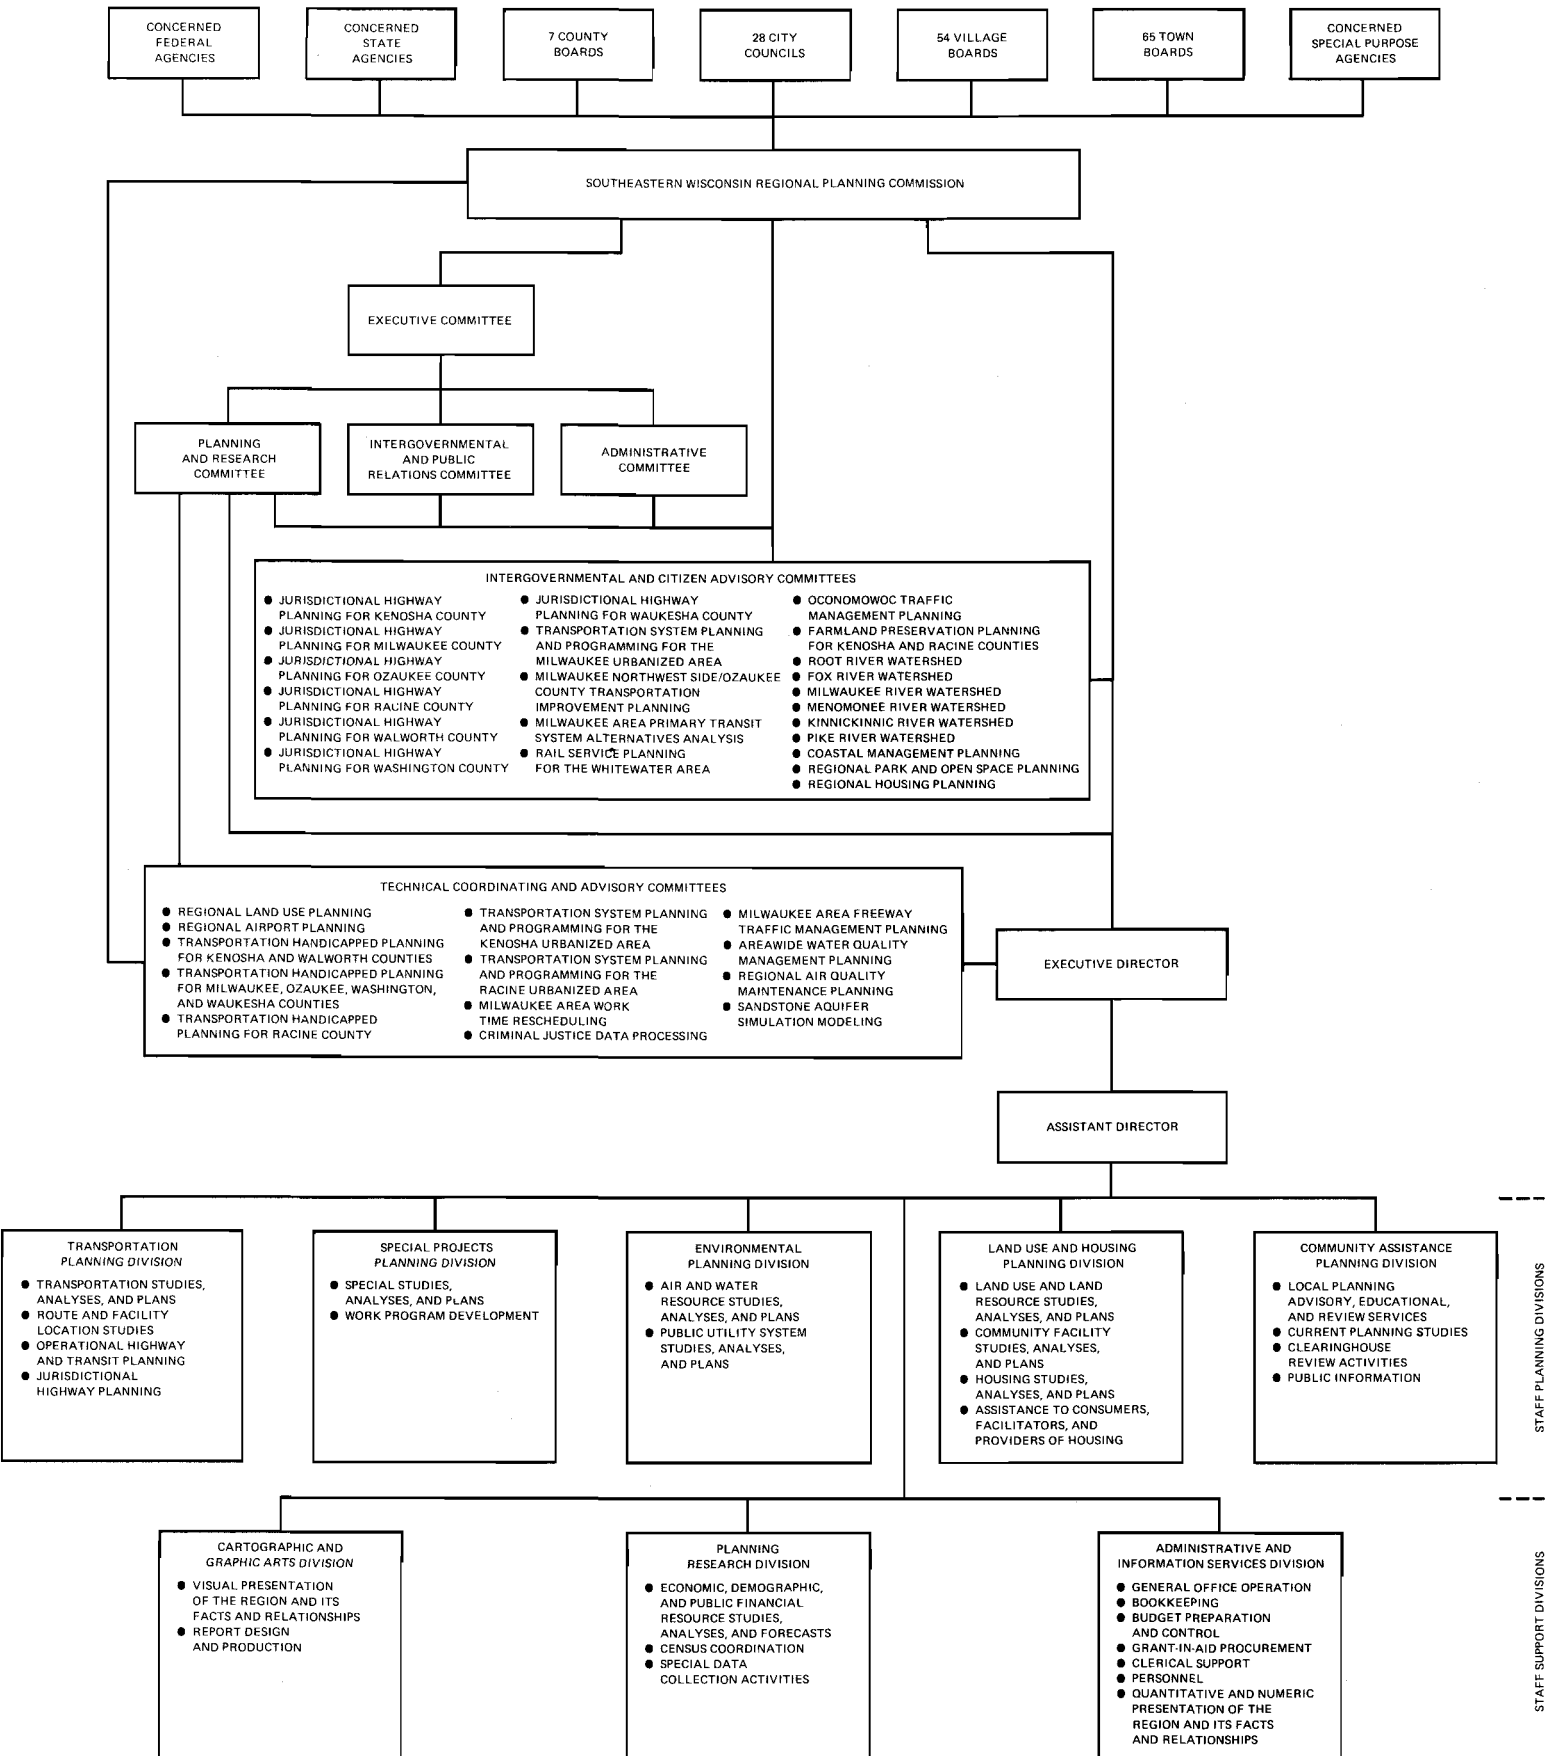 CONCERNED
FEDERAL
AGENCIES
CONCERNED
STATE
AGENCIES
7 COUNTY
BOARDS
28 CITY
COUNCILS
54 VILLAGE
BOARDS
65 TOWN
BOARDS
CONCERNED
SPECIAL PURPOSE
AGENCIES
SOUTHEASTERN WISCONSIN REGIONAL PLANNING COMMISSION
EXECUTIVE COMMITTEE
PLANNING
AND RESEARCH
COMMITTEE
INTERGOVERNMENTAL
AND PUBLIC
RELATIONS COMMITTEE
ADMINISTRATIVE
COMMITTEE
INTERGOVERNMENTAL AND CITIZEN ADVISORY COMMITTEES
● JURISDICTIONAL HIGHWAY
PLANNING FOR KENOSHA COUNTY
● JURISDICTIONAL HIGHWAY
PLANNING FOR MILWAUKEE COUNTY
● JURISDICTIONAL HIGHWAY
PLANNING FOR OZAUKEE COUNTY
● JURISDICTIONAL HIGHWAY
PLANNING FOR RACINE COUNTY
● JURISDICTIONAL HIGHWAY
PLANNING FOR WALWORTH COUNTY
● JURISDICTIONAL HIGHWAY
PLANNING FOR WASHINGTON COUNTY
● JURISDICTIONAL HIGHWAY
PLANNING FOR WAUKESHA COUNTY
● TRANSPORTATION SYSTEM PLANNING
AND PROGRAMMING FOR THE
MILWAUKEE URBANIZED AREA
● MILWAUKEE NORTHWEST SIDE/OZAUKEE
COUNTY TRANSPORTATION
IMPROVEMENT PLANNING
● MILWAUKEE AREA PRIMARY TRANSIT
SYSTEM ALTERNATIVES ANALYSIS
● RAIL SERVICE PLANNING
FOR THE WHITEWATER AREA
● OCONOMOWOC TRAFFIC
MANAGEMENT PLANNING
● FARMLAND PRESERVATION PLANNING
FOR KENOSHA AND RACINE COUNTIES
● ROOT RIVER WATERSHED
● FOX RIVER WATERSHED
● MILWAUKEE RIVER WATERSHED
● MENOMONEE RIVER WATERSHED
● KINNICKINNIC RIVER WATERSHED
● PIKE RIVER WATERSHED
● COASTAL MANAGEMENT PLANNING
● REGIONAL PARK AND OPEN SPACE PLANNING
● REGIONAL HOUSING PLANNING
TECHNICAL COORDINATING AND ADVISORY COMMITTEES
● REGIONAL LAND USE PLANNING
● REGIONAL AIRPORT PLANNING
● TRANSPORTATION HANDICAPPED PLANNING
FOR KENOSHA AND WALWORTH COUNTIES
● TRANSPORTATION HANDICAPPED PLANNING
FOR MILWAUKEE, OZAUKEE, WASHINGTON,
AND WAUKESHA COUNTIES
● TRANSPORTATION HANDICAPPED
PLANNING FOR RACINE COUNTY
● TRANSPORTATION SYSTEM PLANNING
AND PROGRAMMING FOR THE
KENOSHA URBANIZED AREA
● TRANSPORTATION SYSTEM PLANNING
AND PROGRAMMING FOR THE
RACINE URBANIZED AREA
● MILWAUKEE AREA WORK
TIME RESCHEDULING
● CRIMINAL JUSTICE DATA PROCESSING
● MILWAUKEE AREA FREEWAY
TRAFFIC MANAGEMENT PLANNING
● AREAWIDE WATER QUALITY
MANAGEMENT PLANNING
● REGIONAL AIR QUALITY
MAINTENANCE PLANNING
● SANDSTONE AQUIFER
SIMULATION MODELING
EXECUTIVE DIRECTOR
ASSISTANT DIRECTOR
TRANSPORTATION
PLANNING DIVISION
● TRANSPORTATION STUDIES,
ANALYSES, AND PLANS
● ROUTE AND FACILITY
LOCATION STUDIES
● OPERATIONAL HIGHWAY
AND TRANSIT PLANNING
● JURISDICTIONAL
HIGHWAY PLANNING
SPECIAL PROJECTS
PLANNING DIVISION
● SPECIAL STUDIES,
ANALYSES, AND PLANS
● WORK PROGRAM DEVELOPMENT
ENVIRONMENTAL
PLANNING DIVISION
● AIR AND WATER
RESOURCE STUDIES,
ANALYSES, AND PLANS
● PUBLIC UTILITY SYSTEM
STUDIES, ANALYSES,
AND PLANS
LAND USE AND HOUSING
PLANNING DIVISION
● LAND USE AND LAND
RESOURCE STUDIES,
ANALYSES, AND PLANS
● COMMUNITY FACILITY
STUDIES, ANALYSES,
AND PLANS
● HOUSING STUDIES,
ANALYSES, AND PLANS
● ASSISTANCE TO CONSUMERS,
FACILITATORS, AND
PROVIDERS OF HOUSING
COMMUNITY ASSISTANCE
PLANNING DIVISION
● LOCAL PLANNING
ADVISORY, EDUCATIONAL,
AND REVIEW SERVICES
● CURRENT PLANNING STUDIES
● CLEARINGHOUSE
REVIEW ACTIVITIES
● PUBLIC INFORMATION
STAFF PLANNING DIVISIONS
CARTOGRAPHIC AND
GRAPHIC ARTS DIVISION
● VISUAL PRESENTATION
OF THE REGION AND ITS
FACTS AND RELATIONSHIPS
● REPORT DESIGN
AND PRODUCTION
PLANNING
RESEARCH DIVISION
● ECONOMIC, DEMOGRAPHIC,
AND PUBLIC FINANCIAL
RESOURCE STUDIES,
ANALYSES, AND FORECASTS
● CENSUS COORDINATION
● SPECIAL DATA
COLLECTION ACTIVITIES
ADMINISTRATIVE AND
INFORMATION SERVICES DIVISION
● GENERAL OFFICE OPERATION
● BOOKKEEPING
● BUDGET PREPARATION
AND CONTROL
● GRANT-IN-AID PROCUREMENT
● CLERICAL SUPPORT
● PERSONNEL
● QUANTITATIVE AND NUMERIC
PRESENTATION OF THE
REGION AND ITS FACTS
AND RELATIONSHIPS
STAFF SUPPORT DIVISIONS